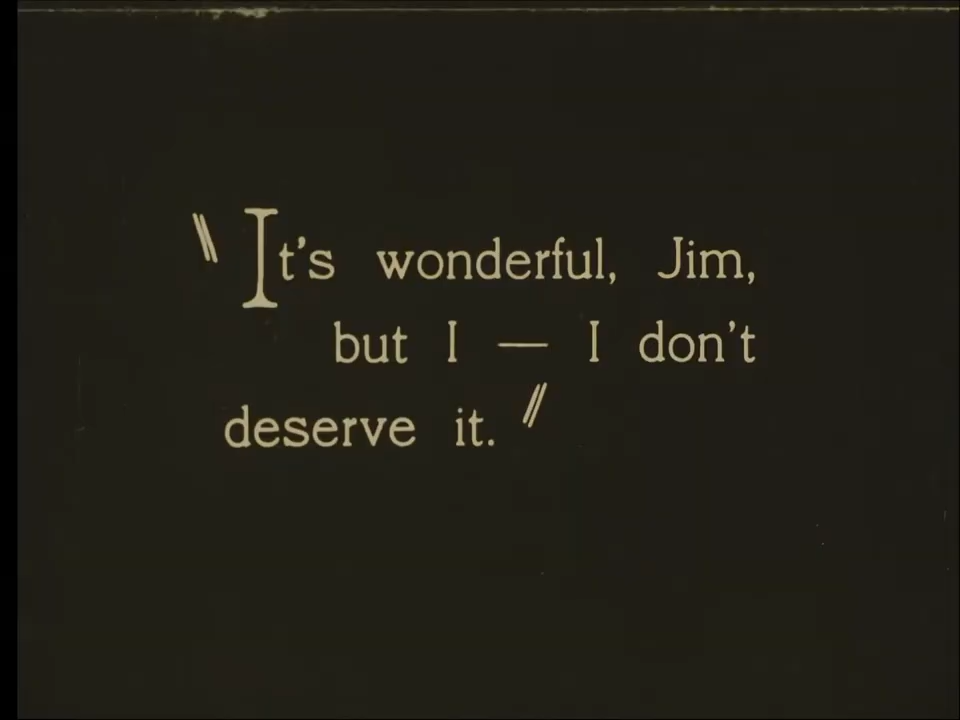 "It's wonderful, Jim,
but I — I don't
deserve it."